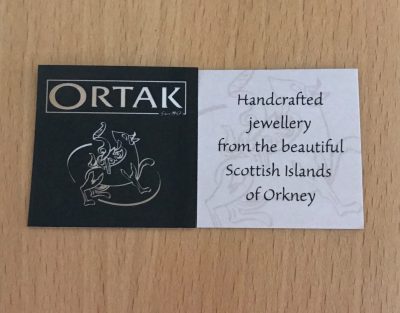 ORTAK
Handcrafted
jewellery
from the beautiful
Scottish Islands
of Orkney